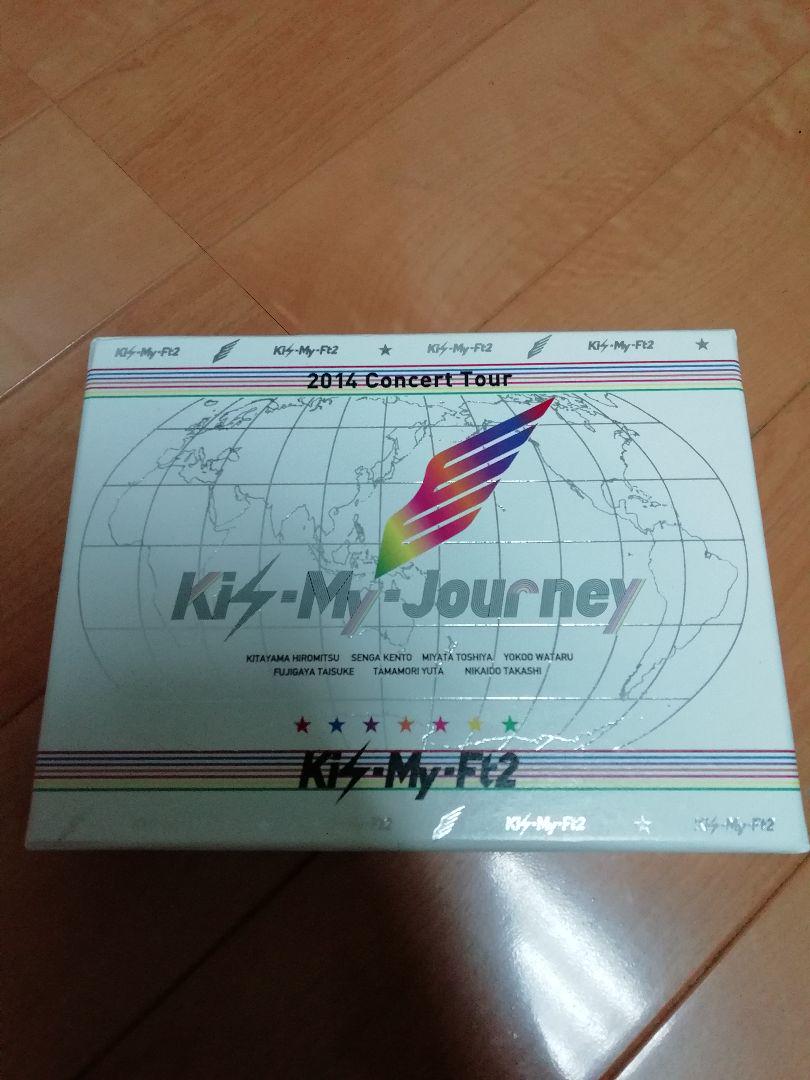 Kis-My-Ft2 Kis-My-Ft2 Kis-My-Ft2 Kis-My-Ft2
2014 Concert Tour
Kis-My-Journey
KITAYAMA HIROMITSU SENGA KENTO MIYATA TOSHIYA YOKOO WATARU
FUJIGAYA TAISUKE TAMAMORI YUTA NIKAIDO TAKASHI
Kis-My-Ft2
Kis-My-Ft2 Kis-My-Ft2